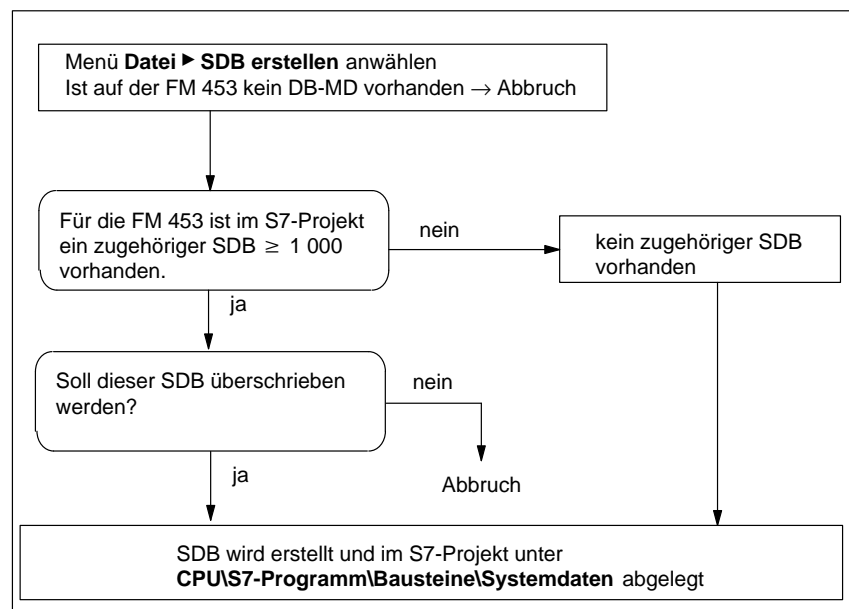 Menü Datei ► SDB erstellen anwählen
Ist auf der FM 453 kein DB-MD vorhanden → Abbruch
Für die FM 453 ist im S7-Projekt
ein zugehöriger SDB ≥ 1 000
vorhanden.
nein
kein zugehöriger SDB
vorhanden
ja
Soll dieser SDB überschrieben
werden?
nein
Abbruch
ja
SDB wird erstellt und im S7-Projekt unter
CPU\S7-Programm\Bausteine\Systemdaten abgelegt